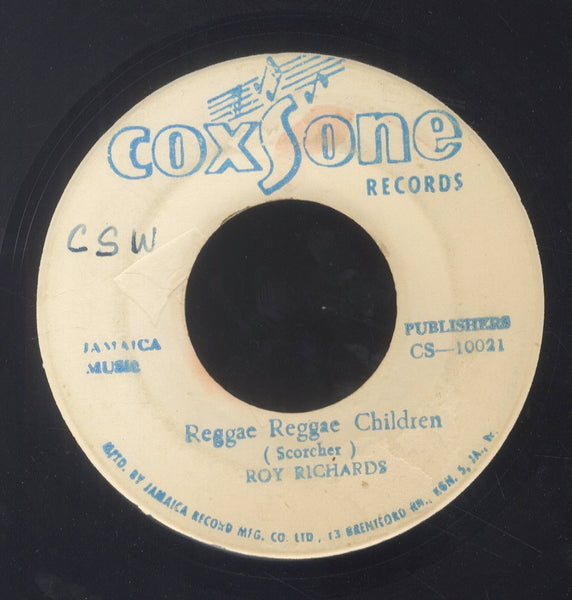 coxsone
RECORDS
CSW
JAMAICA
MUSIC
PUBLISHERS
CS—10021
Reggae Reggae Children
( Scorcher )
ROY RICHARDS
MFTD. BY JAMAICA RECORD MFG. CO. LTD., 13 BRENTFORD RD., KGN. 5, JA., W.